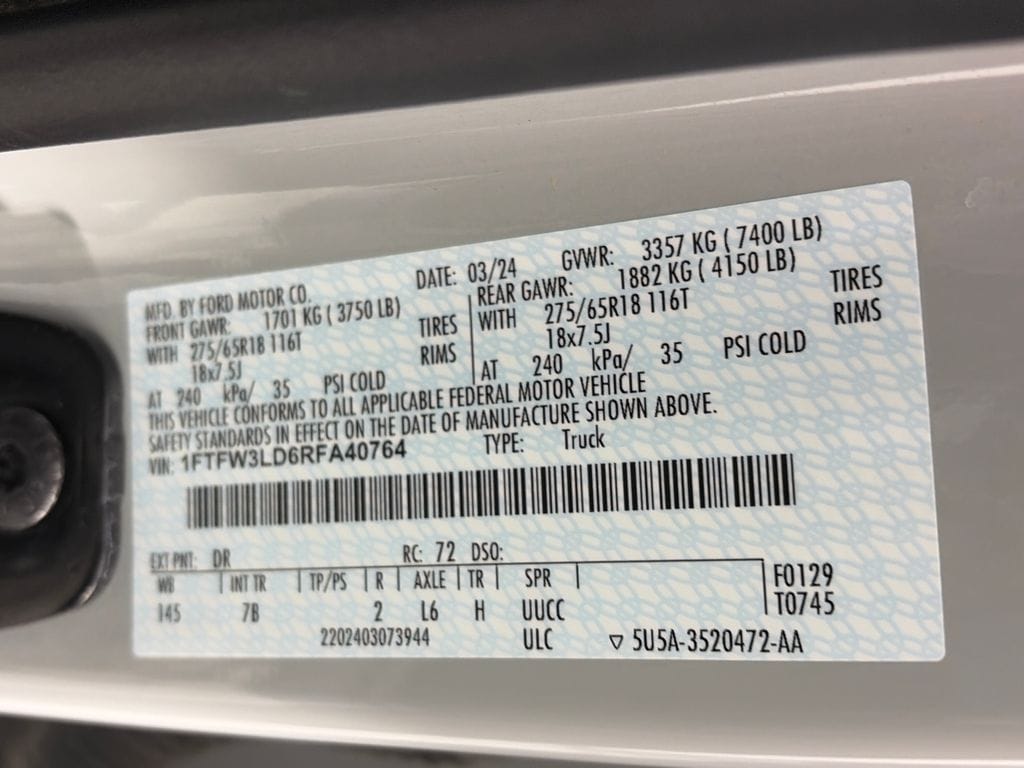 MFD. BY FORD MOTOR CO. DATE: 03/24 GVWR: 3357 KG ( 7400 LB)
FRONT GAWR: 1701 KG ( 3750 LB) REAR GAWR: 1882 KG ( 4150 LB)
WITH 275/65R18 116T TIRES WITH 275/65R18 116T TIRES
18x7.5J RIMS 18x7.5J RIMS
AT 240 kPa/ 35 PSI COLD AT 240 kPa/ 35 PSI COLD
THIS VEHICLE CONFORMS TO ALL APPLICABLE FEDERAL MOTOR VEHICLE
SAFETY STANDARDS IN EFFECT ON THE DATE OF MANUFACTURE SHOWN ABOVE.
VIN: 1FTFW3LD6RFA40764 TYPE: Truck
EXT PNT: DR RC: 72 DSO:
WB INT TR TP/PS R AXLE TR SPR F0129
145 7B 2 L6 H UUCC T0745
2202403073944 ULC ▽ 5U5A-3520472-AA